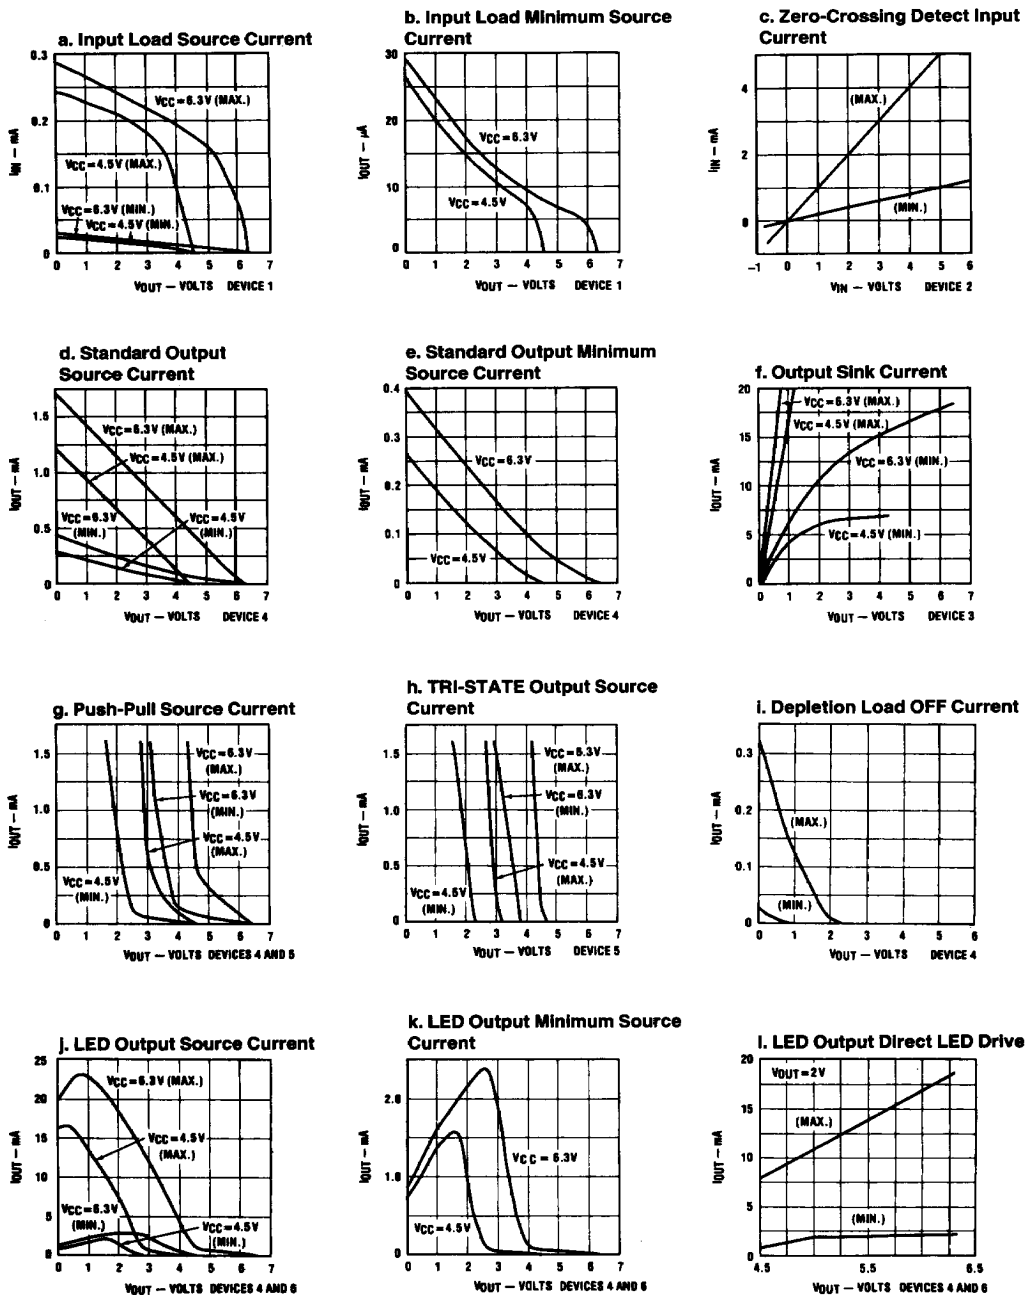 a. Input Load Source Current
0.3
0.2
0.1
0
IIN – mA
VCC = 6.3V (MAX.)
VCC = 4.5V (MAX.)
VCC = 6.3V (MIN.)
VCC = 4.5V (MIN.)
0 1 2 3 4 5 6 7
VOUT – VOLTS DEVICE 1
b. Input Load Minimum Source
Current
30
20
10
0
IOUT – μA
VCC = 6.3V
VCC = 4.5V
0 1 2 3 4 5 6 7
VOUT – VOLTS DEVICE 1
c. Zero-Crossing Detect Input
Current
4
2
0
IIN – mA
(MAX.)
(MIN.)
–1 0 1 2 3 4 5 6
VIN – VOLTS DEVICE 2
d. Standard Output
Source Current
1.5
1.0
0.5
0
IOUT – mA
VCC = 6.3V (MAX.)
VCC = 4.5V (MAX.)
VCC = 6.3V
(MIN.)
VCC = 4.5V
(MIN.)
0 1 2 3 4 5 6 7
VOUT – VOLTS DEVICE 4
e. Standard Output Minimum
Source Current
0.4
0.3
0.2
0.1
0
IOUT – mA
VCC = 6.3V
VCC = 4.5V
0 1 2 3 4 5 6 7
VOUT – VOLTS DEVICE 4
f. Output Sink Current
20
15
10
5
0
IOUT – mA
VCC = 6.3V (MAX.)
VCC = 4.5V (MAX.)
VCC = 6.3V (MIN.)
VCC = 4.5V (MIN.)
0 1 2 3 4 5 6 7
VOUT – VOLTS DEVICE 3
g. Push-Pull Source Current
1.5
1.0
0.5
0
IOUT – mA
VCC = 6.3V
(MAX.)
VCC = 6.3V
(MIN.)
VCC = 4.5V
(MAX.)
VCC = 4.5V
(MIN.)
0 1 2 3 4 5 6 7
VOUT – VOLTS DEVICES 4 AND 5
h. TRI-STATE Output Source
Current
1.5
1.0
0.5
0
IOUT – mA
VCC = 6.3V
(MAX.)
VCC = 6.3V
(MIN.)
VCC = 4.5V
(MAX.)
VCC = 4.5V
(MIN.)
0 1 2 3 4 5 6 7
VOUT – VOLTS DEVICE 5
i. Depletion Load OFF Current
0.3
0.2
0.1
0
IOUT – mA
(MAX.)
(MIN.)
0 1 2 3 4 5 6
VOUT – VOLTS DEVICE 4
j. LED Output Source Current
25
20
15
10
5
0
IOUT – mA
VCC = 6.3V (MAX.)
VCC = 4.5V
(MAX.)
VCC = 6.3V
(MIN.)
VCC = 4.5V
(MIN.)
0 1 2 3 4 5 6 7
VOUT – VOLTS DEVICES 4 AND 6
k. LED Output Minimum Source
Current
2.0
1.0
0
IOUT – mA
VCC = 6.3V
VCC = 4.5V
0 1 2 3 4 5 6 7
VOUT – VOLTS DEVICES 4 AND 6
l. LED Output Direct LED Drive
20
15
10
5
0
IOUT – mA
VOUT = 2V
(MAX.)
(MIN.)
4.5 5.5 6.5
VOUT – VOLTS DEVICES 4 AND 6